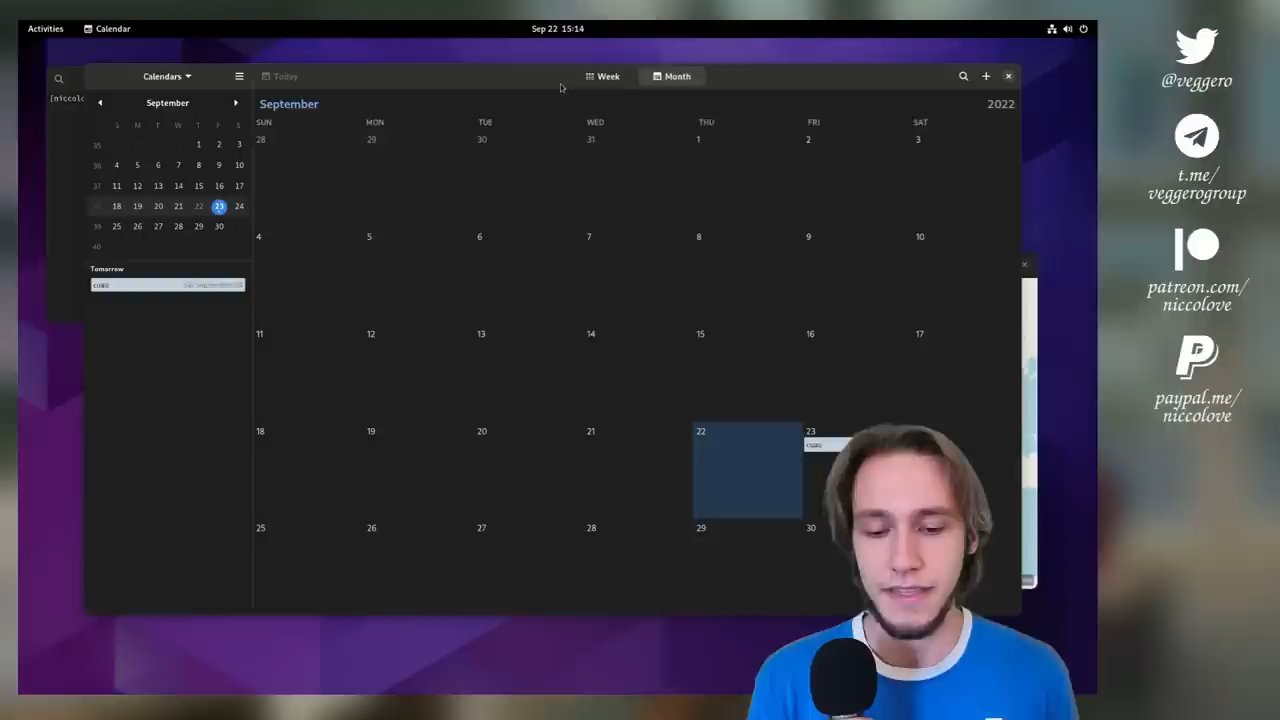 Activities
Calendar
Sep 22 15:14
Calendars
Today
Week
Month
September
S M T W T F S
35 1 2 3
36 4 5 6 7 8 9 10
37 11 12 13 14 15 16 17
18 19 20 21 22 23 24
39 25 26 27 28 29 30
40
Tomorrow
September 2022
SUN MON TUE WED THU FRI SAT
28 29 30 31 1 2 3
4 5 6 7 8 9 10
11 12 13 14 15 16 17
18 19 20 21 22 23
25 26 27 28 29 30
@veggero
t.me/
veggerogroup
patreon.com/
niccolove
paypal.me/
niccolove